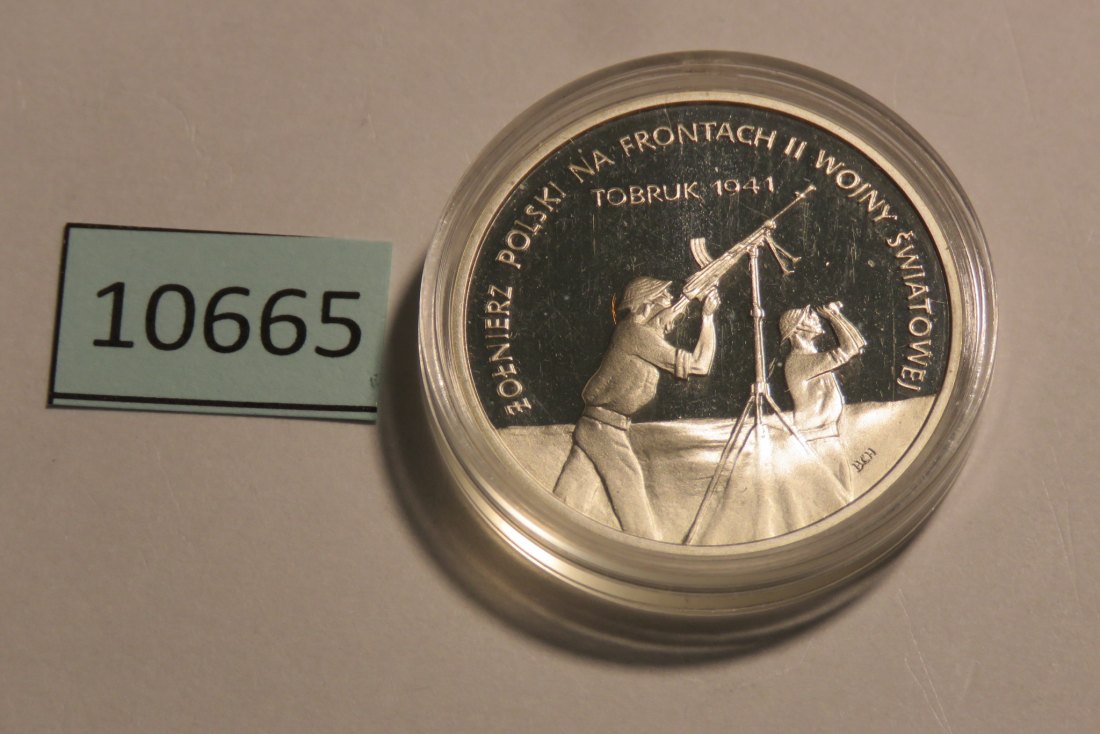 10665
ŻOŁNIERZ POLSKI NA FRONTACH II WOJNY ŚWIATOWEJ
TOBRUK 1941